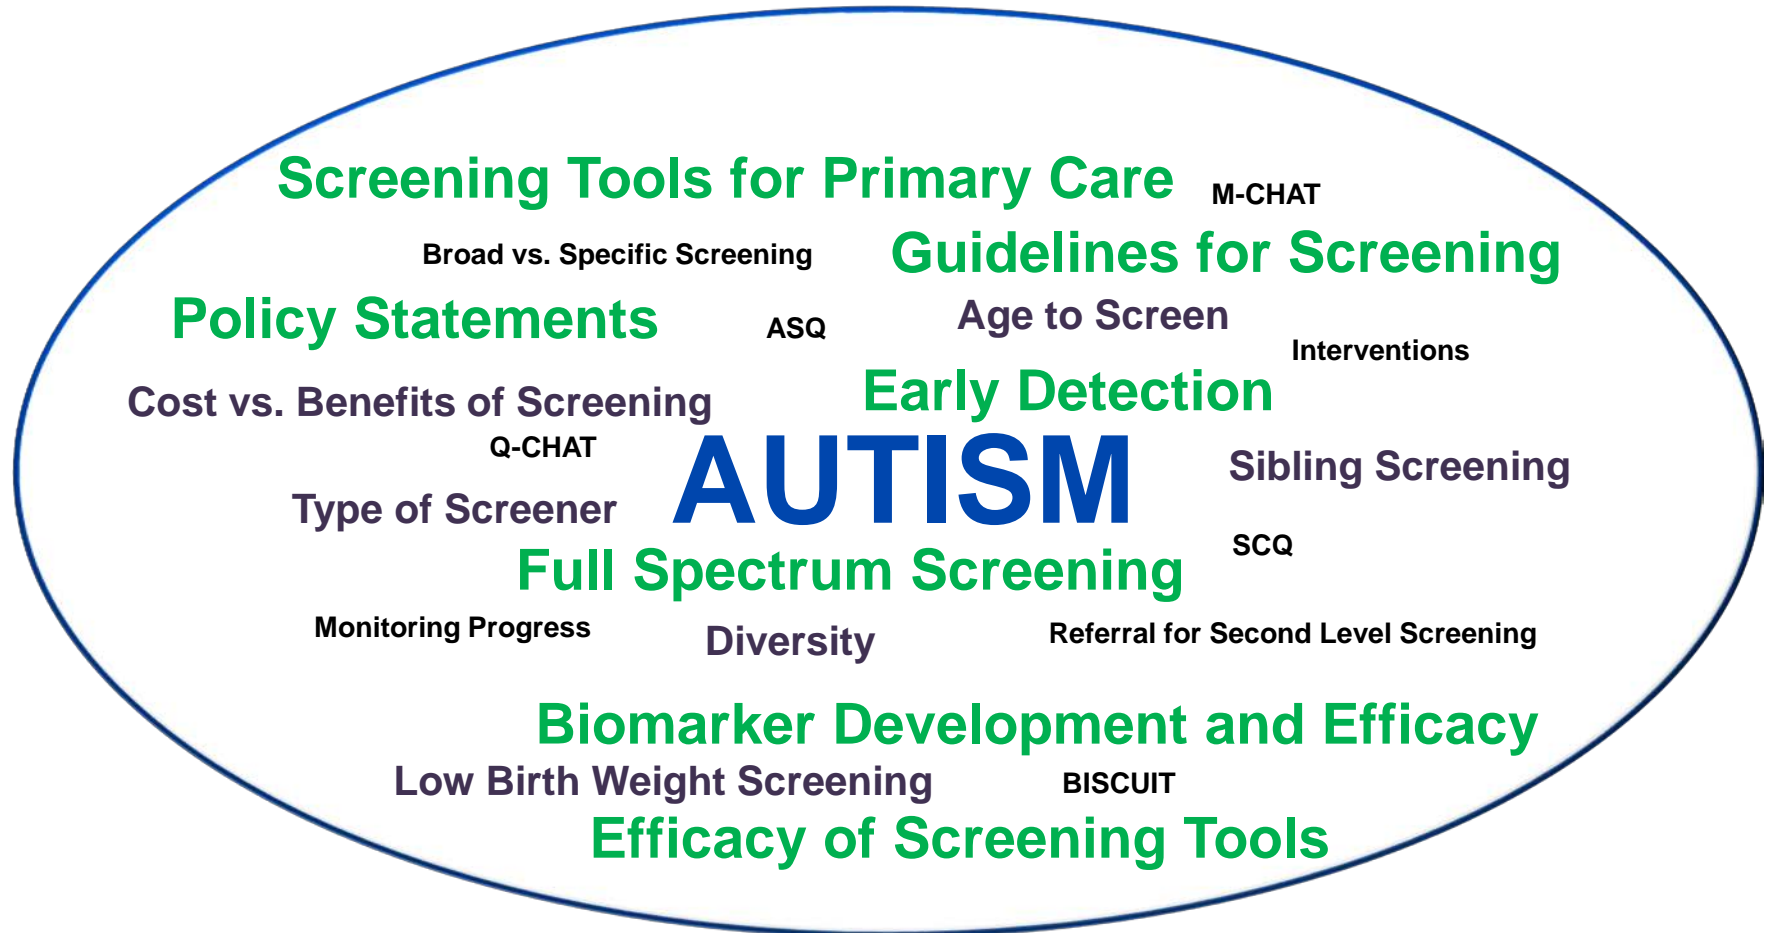 Screening Tools for Primary Care
M-CHAT
Broad vs. Specific Screening
Guidelines for Screening
Policy Statements
ASQ
Age to Screen
Interventions
Cost vs. Benefits of Screening
Early Detection
Q-CHAT
AUTISM
Sibling Screening
Type of Screener
SCQ
Full Spectrum Screening
Monitoring Progress
Diversity
Referral for Second Level Screening
Biomarker Development and Efficacy
Low Birth Weight Screening
BISCUIT
Efficacy of Screening Tools